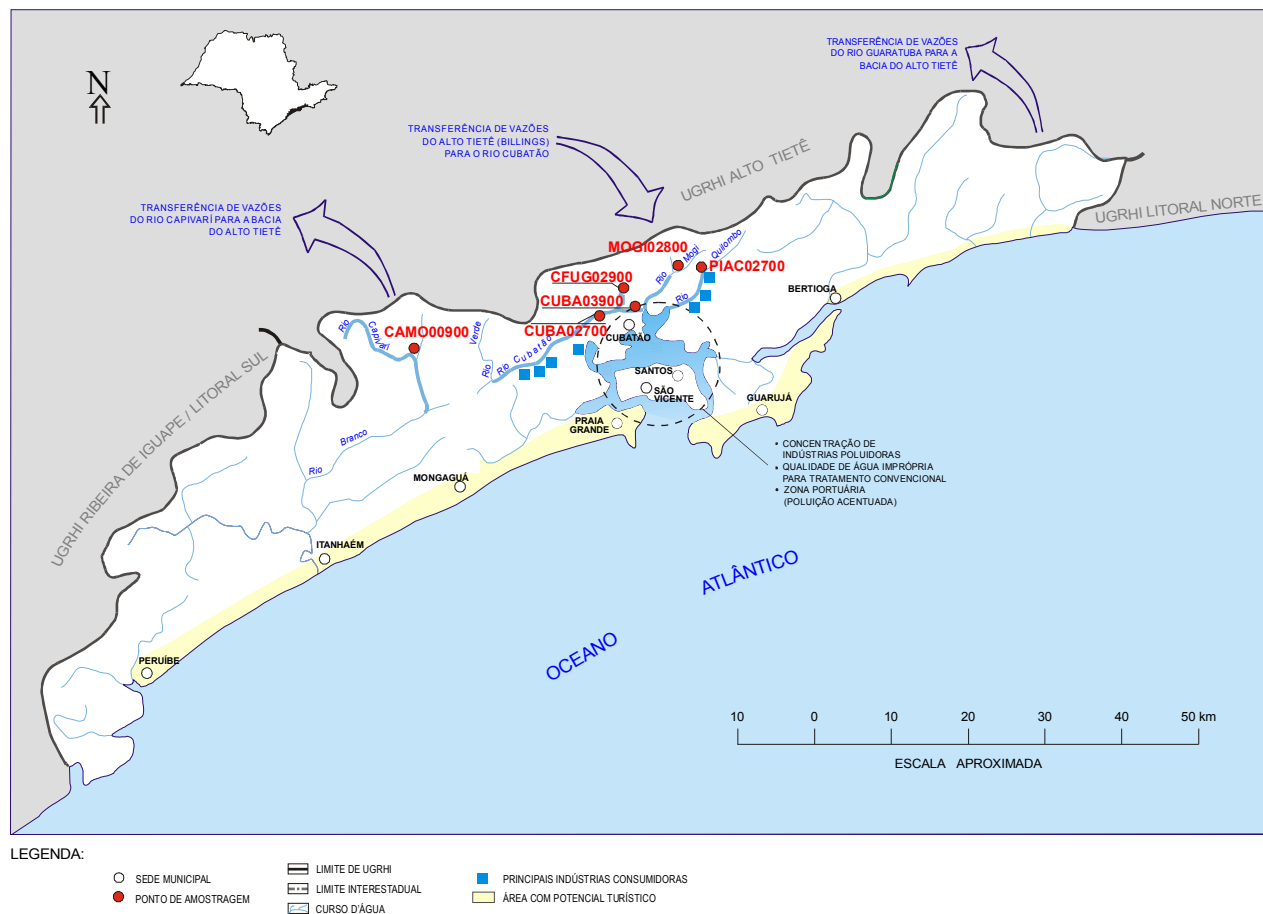 TRANSFERÊNCIA DE VAZÕES
DO RIO GUARATUBA PARA A
BACIA DO ALTO TIETÊ
N
TRANSFERÊNCIA DE VAZÕES
DO ALTO TIETÊ (BILLINGS)
PARA O RIO CUBATÃO
UGRHI ALTO TIETÊ
TRANSFERÊNCIA DE VAZÕES
DO RIO CAPIVARÍ PARA A BACIA
DO ALTO TIETÊ
UGRHI LITORAL NORTE
MOGI02800
Rio Mogi
Quilombo
Rio
PIAC02700
CFUG02900
CUBA03900
CUBA02700
BERTIOGA
CUBATÃO
CAMO00900
Rio Capivarí
Rio Verde
Rio Cubatão
SANTOS
SÃO
VICENTE
GUARUJÁ
PRAIA
GRANDE
UGRHI RIBEIRA DE IGUAPE / LITORAL SUL
Rio Branco
• CONCENTRAÇÃO DE
INDÚSTRIAS POLUIDORAS
• QUALIDADE DE ÁGUA IMPRÓPRIA
PARA TRATAMENTO CONVENCIONAL
• ZONA PORTUÁRIA
(POLUIÇÃO ACENTUADA)
MONGAGUÁ
ITANHAÉM
PERUÍBE
OCEANO ATLÂNTICO
10 0 10 20 30 40 50 km
ESCALA APROXIMADA
LEGENDA:
SEDE MUNICIPAL
PONTO DE AMOSTRAGEM
LIMITE DE UGRHI
LIMITE INTERESTADUAL
CURSO D'ÁGUA
PRINCIPAIS INDÚSTRIAS CONSUMIDORAS
ÁREA COM POTENCIAL TURÍSTICO